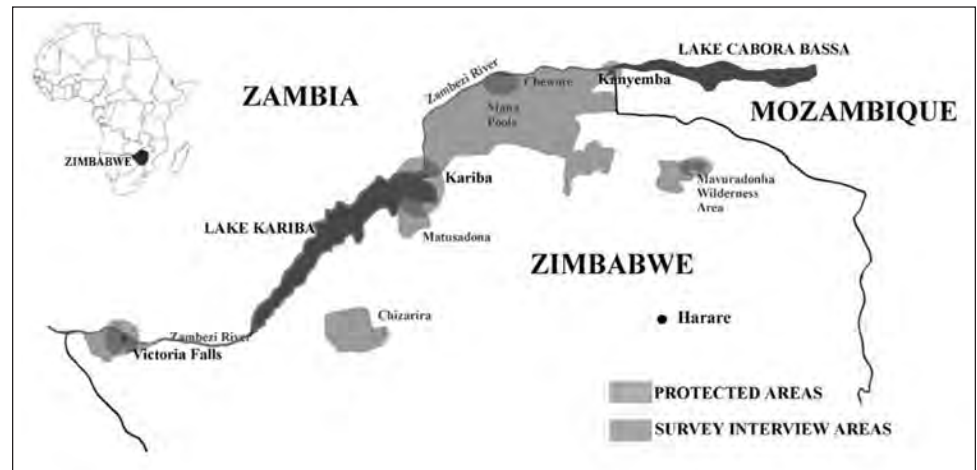 LAKE CABORA BASSA
Zambezi River
Chewore
Kanyemba
ZAMBIA
Mana
Pools
MOZAMBIQUE
ZIMBABWE
Kariba
Mavuradonha
Wilderness
Area
LAKE KARIBA
Matusadona
ZIMBABWE
Chizarira
Harare
Zambezi River
Victoria Falls
PROTECTED AREAS
SURVEY INTERVIEW AREAS